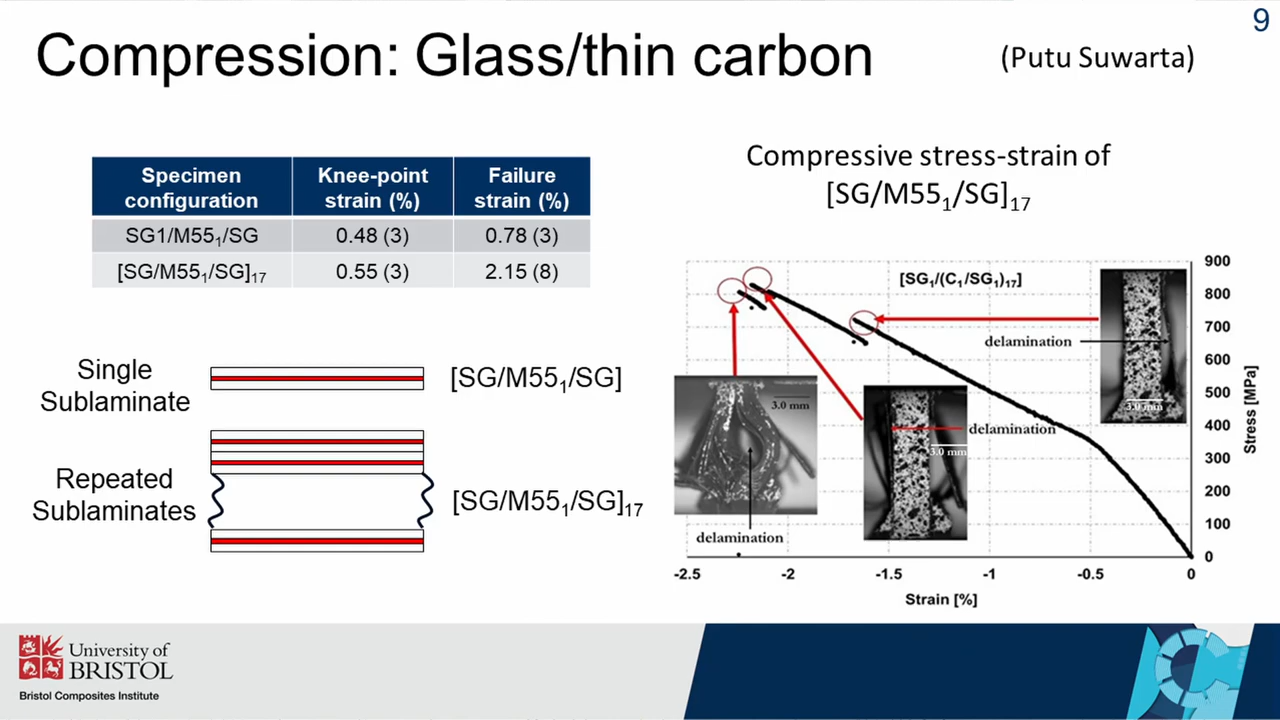 9
Compression: Glass/thin carbon
(Putu Suwarta)
Specimen configuration
Knee-point strain (%)
Failure strain (%)
SG1/M55₁/SG
0.48 (3)
0.78 (3)
[SG/M55₁/SG]₁₇
0.55 (3)
2.15 (8)
Single
Sublaminate
[SG/M55₁/SG]
Repeated
Sublaminates
[SG/M55₁/SG]₁₇
Compressive stress-strain of
[SG/M55₁/SG]₁₇
[SG₁/(C₁/SG₁)₁₇]
delamination
3.0 mm
3.0 mm
delamination
3.0 mm
delamination
900
800
700
600
500
400
300
200
100
0
Stress [MPa]
-2.5
-2
-1.5
-1
-0.5
0
Strain [%]
University of
BRISTOL
Bristol Composites Institute